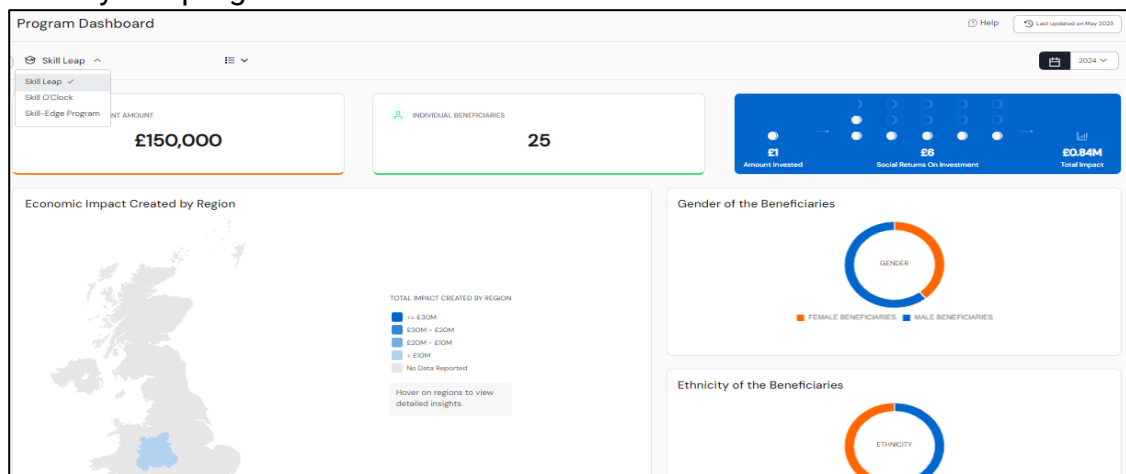 Program Dashboard
Help
Last updated on May 2023
Skill Leap
2024
Skill Leap
Skill O'Clock
Skill-Edge Program
NT AMOUNT
£150,000
INDIVIDUAL BENEFICIARIES
25
£1
Amount Invested
£6
Social Returns On Investment
£0.84M
Total Impact
Economic Impact Created by Region
TOTAL IMPACT CREATED BY REGION
>= £30M
£30M - £20M
£20M - £10M
< £10M
No Data Reported
Hover on regions to view
detailed insights.
Gender of the Beneficiaries
GENDER
FEMALE BENEFICIARIES
MALE BENEFICIARIES
Ethnicity of the Beneficiaries
ETHNICITY